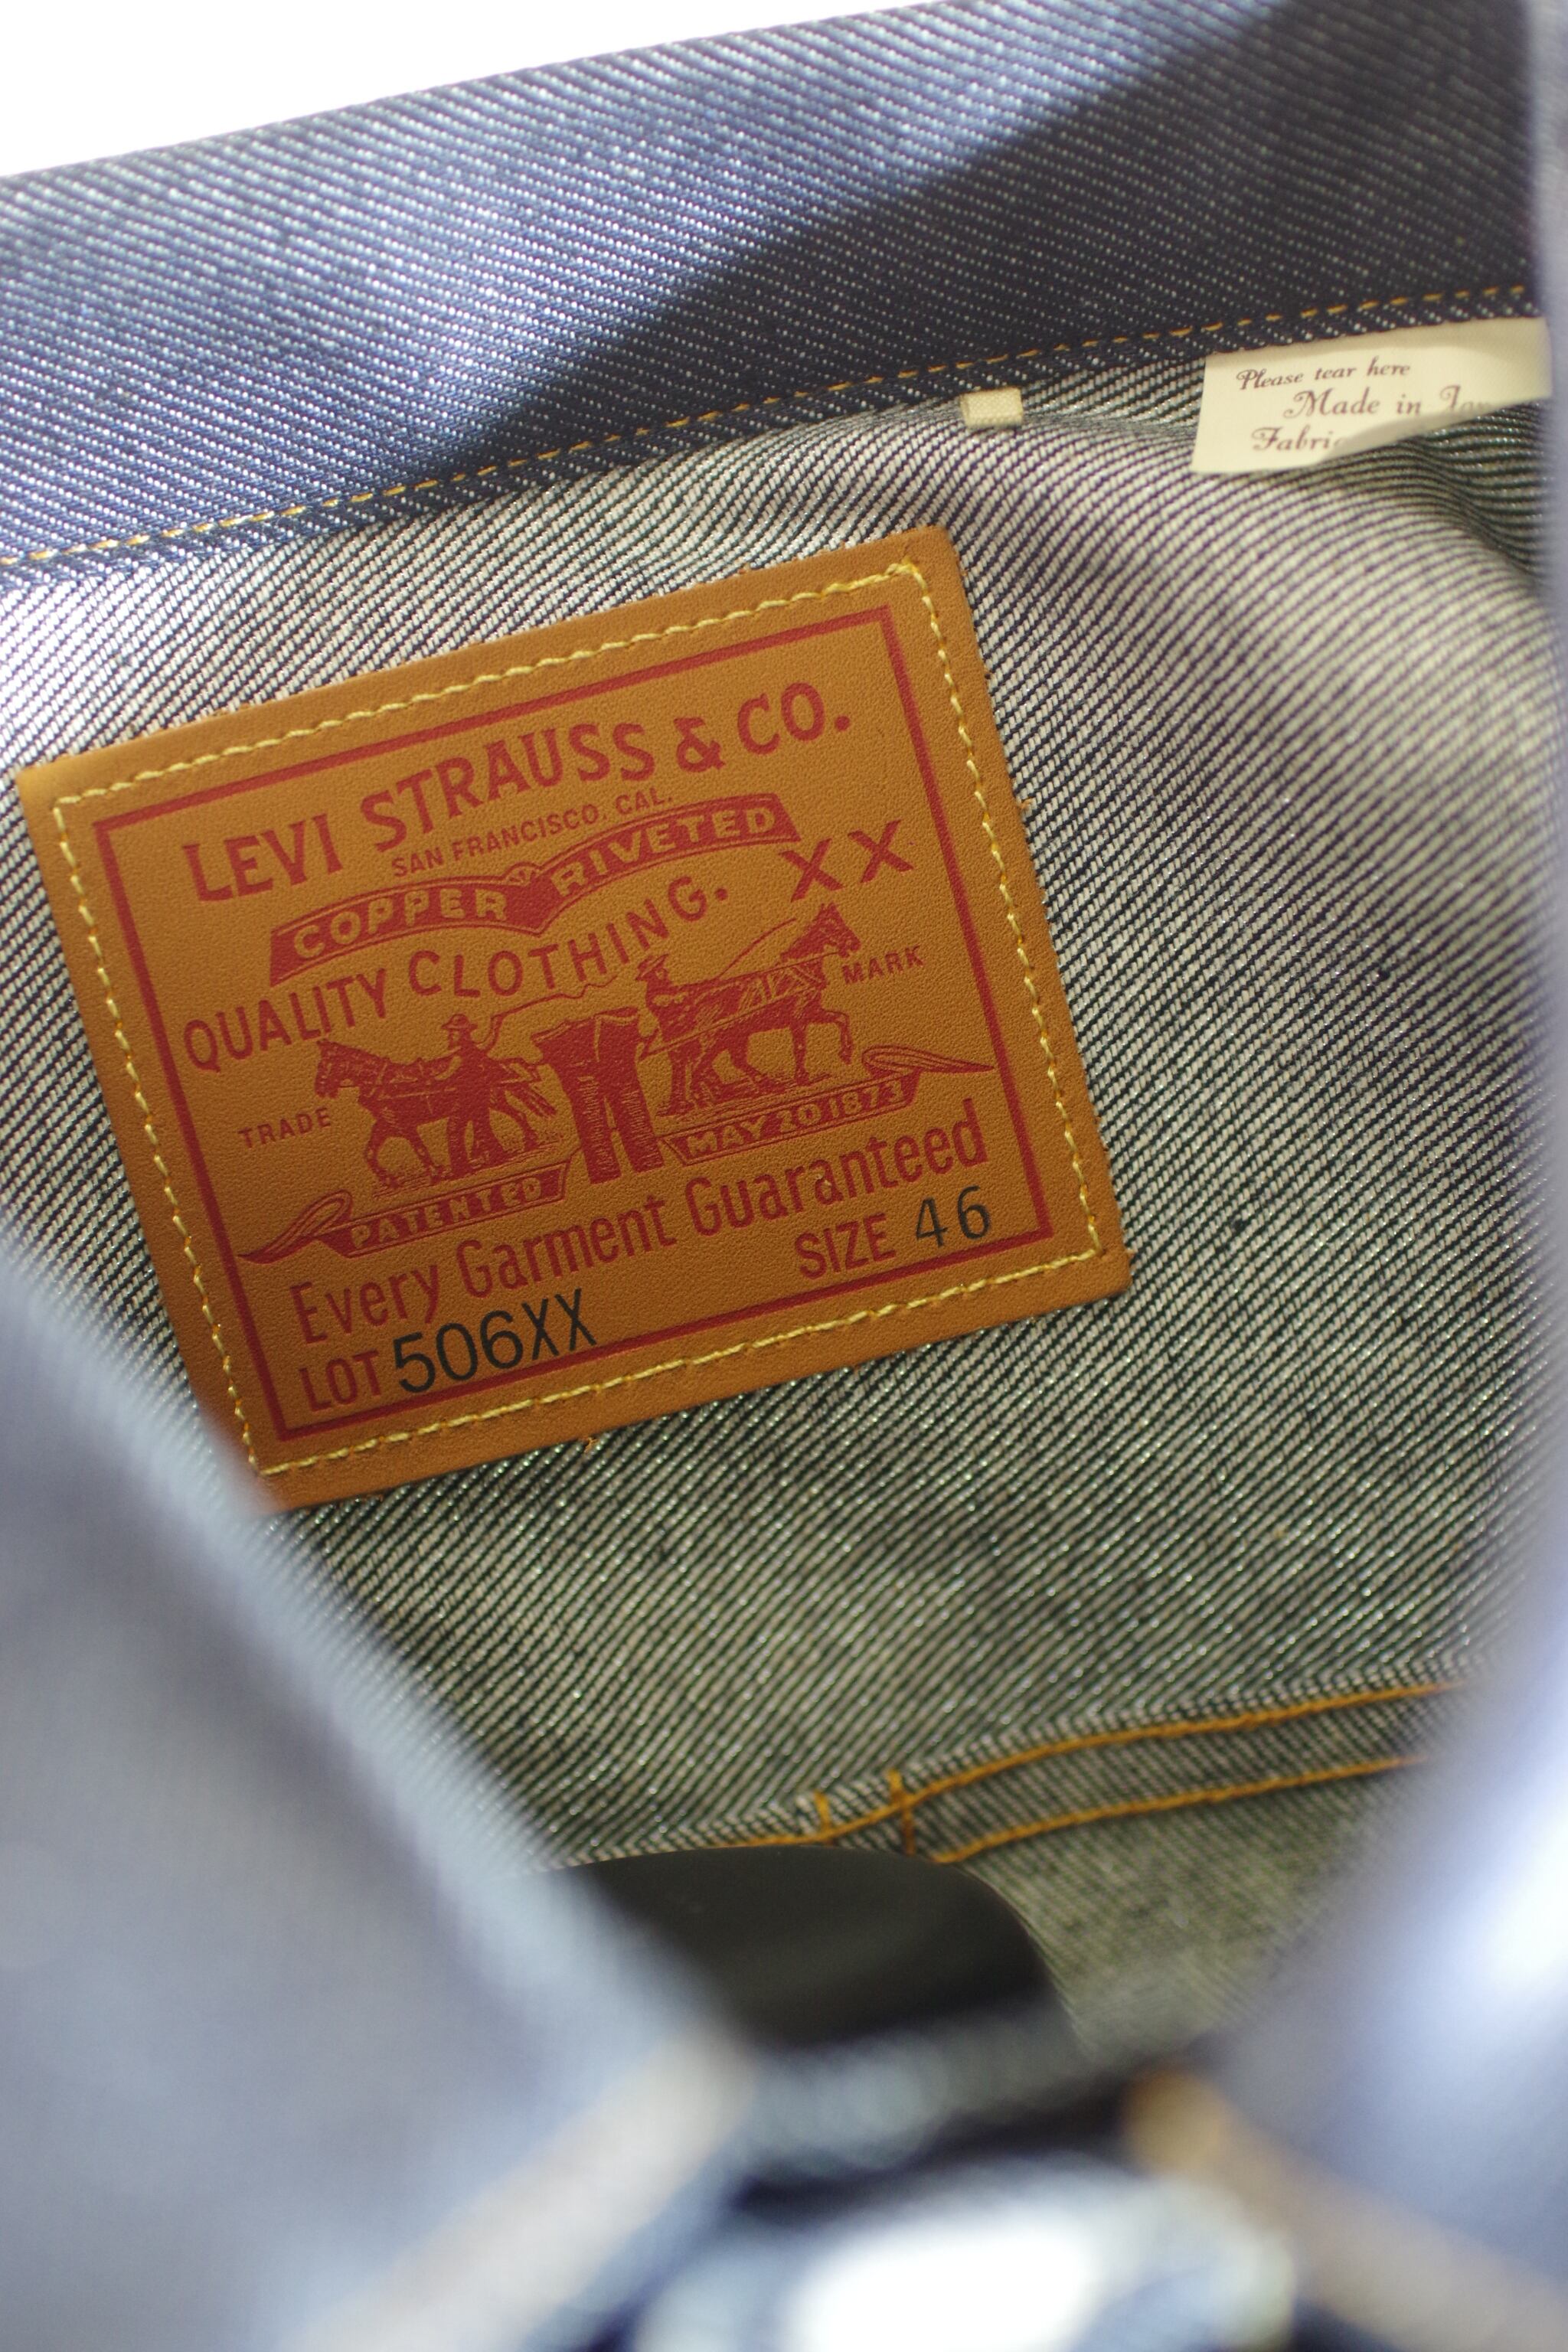 Please tear here
Made in
LEVI STRAUSS & CO.
SAN FRANCISCO, CAL.
COPPER RIVETED
QUALITY CLOTHING. XX
TRADE MARK
PATENTED MAY 20 1873
Every Garment Guaranteed
LOT 506XX SIZE 46